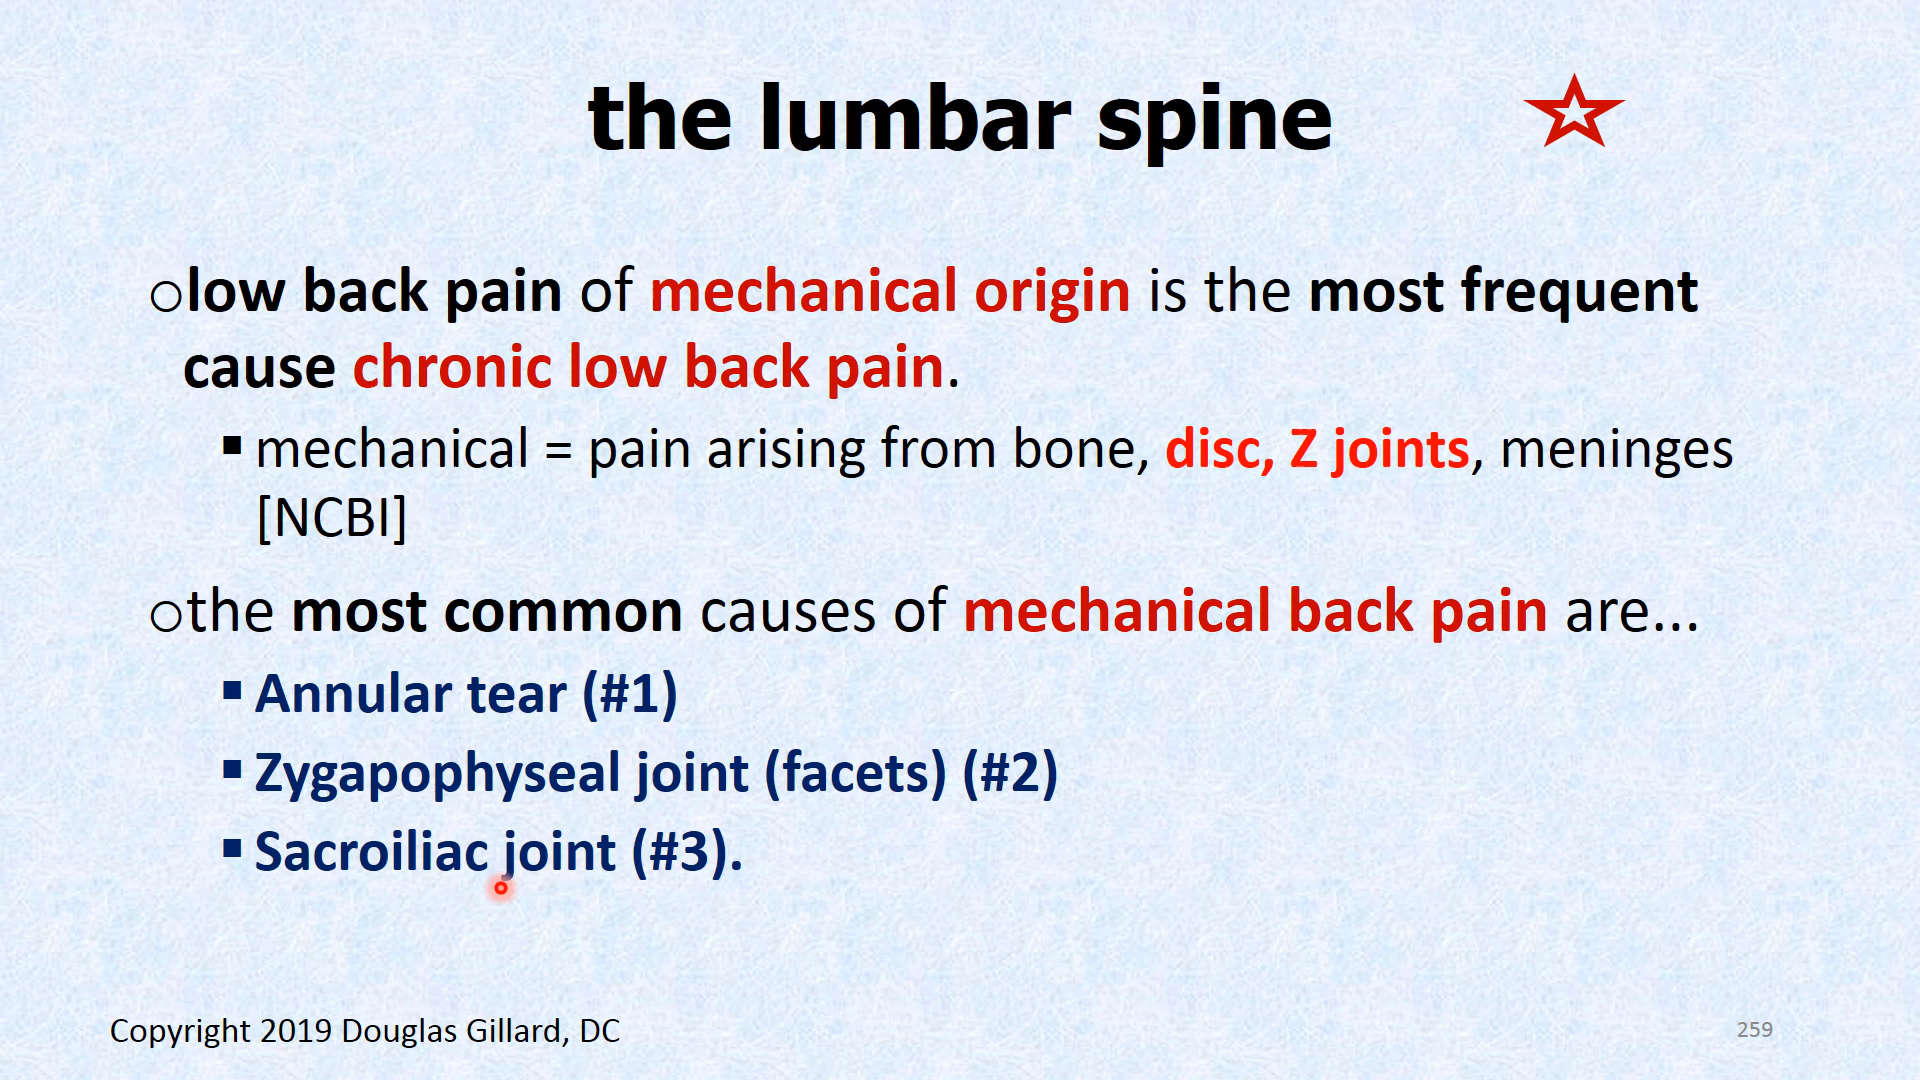 the lumbar spine
low back pain of mechanical origin is the most frequent
cause chronic low back pain.
mechanical = pain arising from bone, disc, Z joints, meninges
[NCBI]
the most common causes of mechanical back pain are...
Annular tear (#1)
Zygapophyseal joint (facets) (#2)
Sacroiliac joint (#3).
Copyright 2019 Douglas Gillard, DC
259